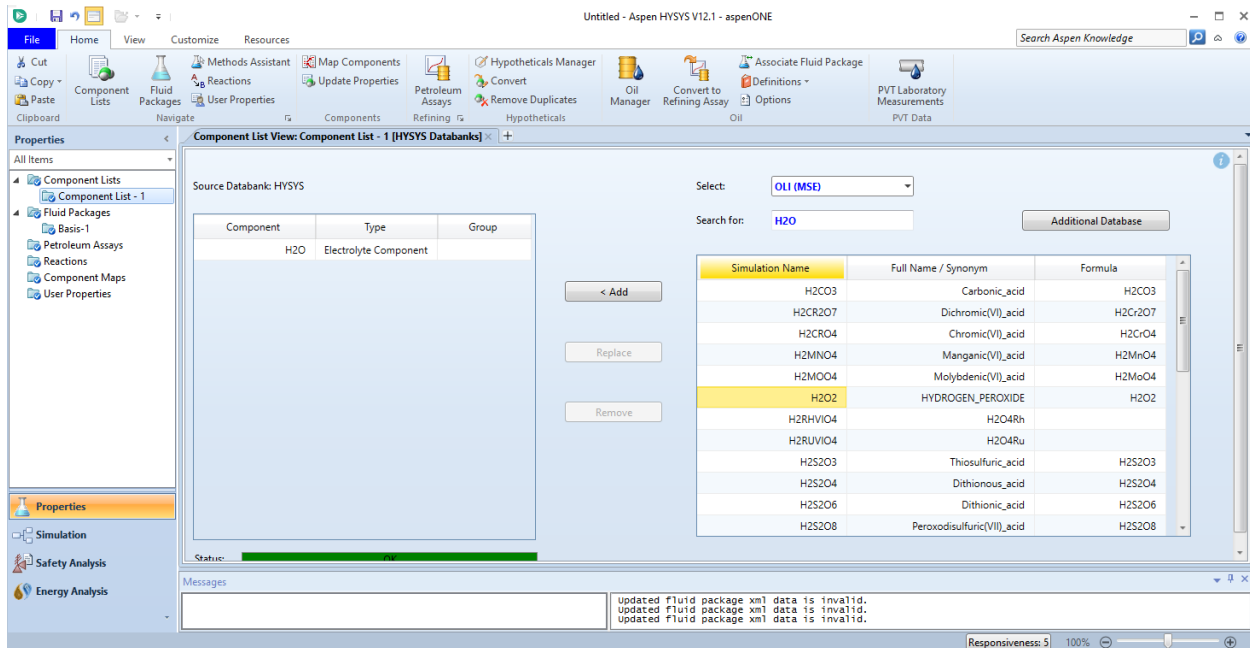 Untitled - Aspen HYSYS V12.1 - aspenONE
File Home View Customize Resources Search Aspen Knowledge
Cut
Copy
Paste
Clipboard
Component Lists
Fluid Packages
Methods Assistant
Reactions
User Properties
Navigate
Map Components
Update Properties
Components
Petroleum Assays
Refining
Hypotheticals Manager
Convert
Remove Duplicates
Hypotheticals
Oil Manager
Convert to Refining Assay
Associate Fluid Package
Definitions
Options
Oil
PVT Laboratory Measurements
PVT Data
Properties
All Items
Component Lists
Component List - 1
Fluid Packages
Basis-1
Petroleum Assays
Reactions
Component Maps
User Properties
Properties
Simulation
Safety Analysis
Energy Analysis
Component List View: Component List - 1 [HYSYS Databanks] +
Source Databank: HYSYS
Component Type Group
H2O Electrolyte Component
< Add
Replace
Remove
Select: OLI (MSE)
Search for: H2O
Additional Database
Simulation Name Full Name / Synonym Formula
H2CO3 Carbonic_acid H2CO3
H2CR2O7 Dichromic(VI)_acid H2Cr2O7
H2CRO4 Chromic(VI)_acid H2CrO4
H2MNO4 Manganic(VI)_acid H2MnO4
H2MOO4 Molybdenic(VI)_acid H2MoO4
H2O2 HYDROGEN_PEROXIDE H2O2
H2RHVIO4 H2O4Rh
H2RUVIO4 H2O4Ru
H2S2O3 Thiosulfuric_acid H2S2O3
H2S2O4 Dithionous_acid H2S2O4
H2S2O6 Dithionic_acid H2S2O6
H2S2O8 Peroxodisulfuric(VII)_acid H2S2O8
Status: OK
Messages
Updated fluid package xml data is invalid.
Updated fluid package xml data is invalid.
Updated fluid package xml data is invalid.
Responsiveness: 5 100%